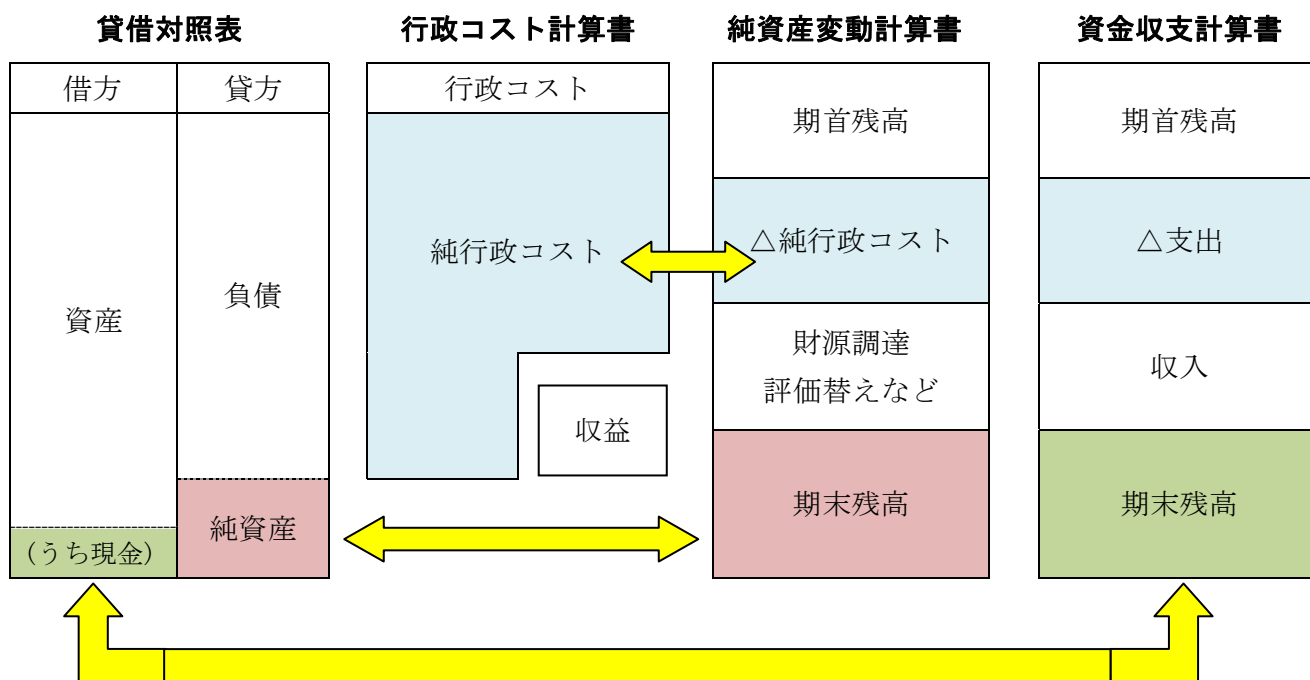 貸借対照表
行政コスト計算書
純資産変動計算書
資金収支計算書
借方
貸方
資産
負債
(うち現金)
純資産
行政コスト
純行政コスト
収益
期首残高
△純行政コスト
財源調達
評価替えなど
期末残高
期首残高
△支出
収入
期末残高